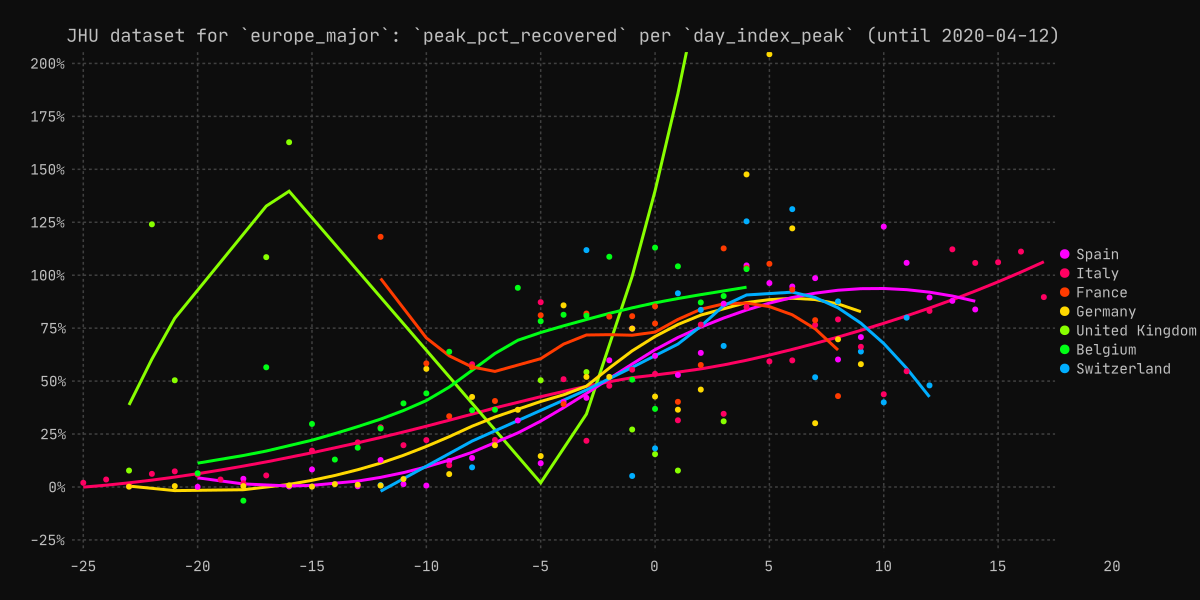 JHU dataset for `europe_major`: `peak_pct_recovered` per `day_index_peak` (until 2020-04-12)
200%
175%
150%
125%
100%
75%
50%
25%
0%
−25%
Spain
Italy
France
Germany
United Kingdom
Belgium
Switzerland
−25 −20 −15 −10 −5 0 5 10 15 20